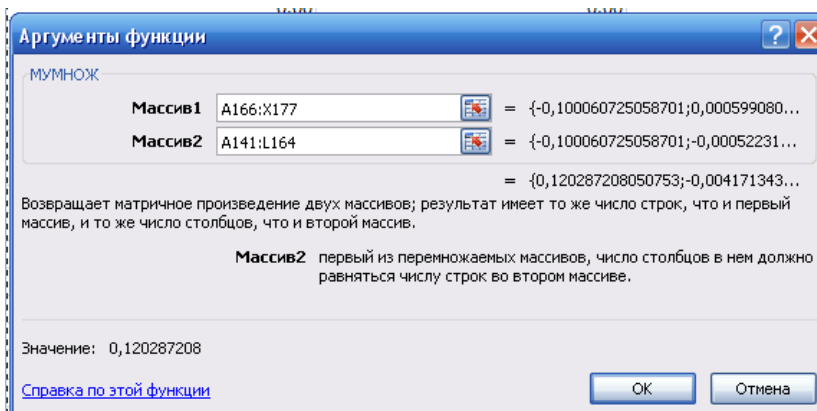 Аргументы функции
МУМНОЖ
Массив1 A166:X177 = {-0,100060725058701;0,000599080...
Массив2 A141:L164 = {-0,100060725058701;-0,00052231...
= {0,120287208050753;-0,004171343...
Возвращает матричное произведение двух массивов; результат имеет то же число строк, что и первый
массив, и то же число столбцов, что и второй массив.
Массив2 первый из перемножаемых массивов, число столбцов в нем должно
равняться числу строк во втором массиве.
Значение: 0,120287208
Справка по этой функции
ОК Отмена